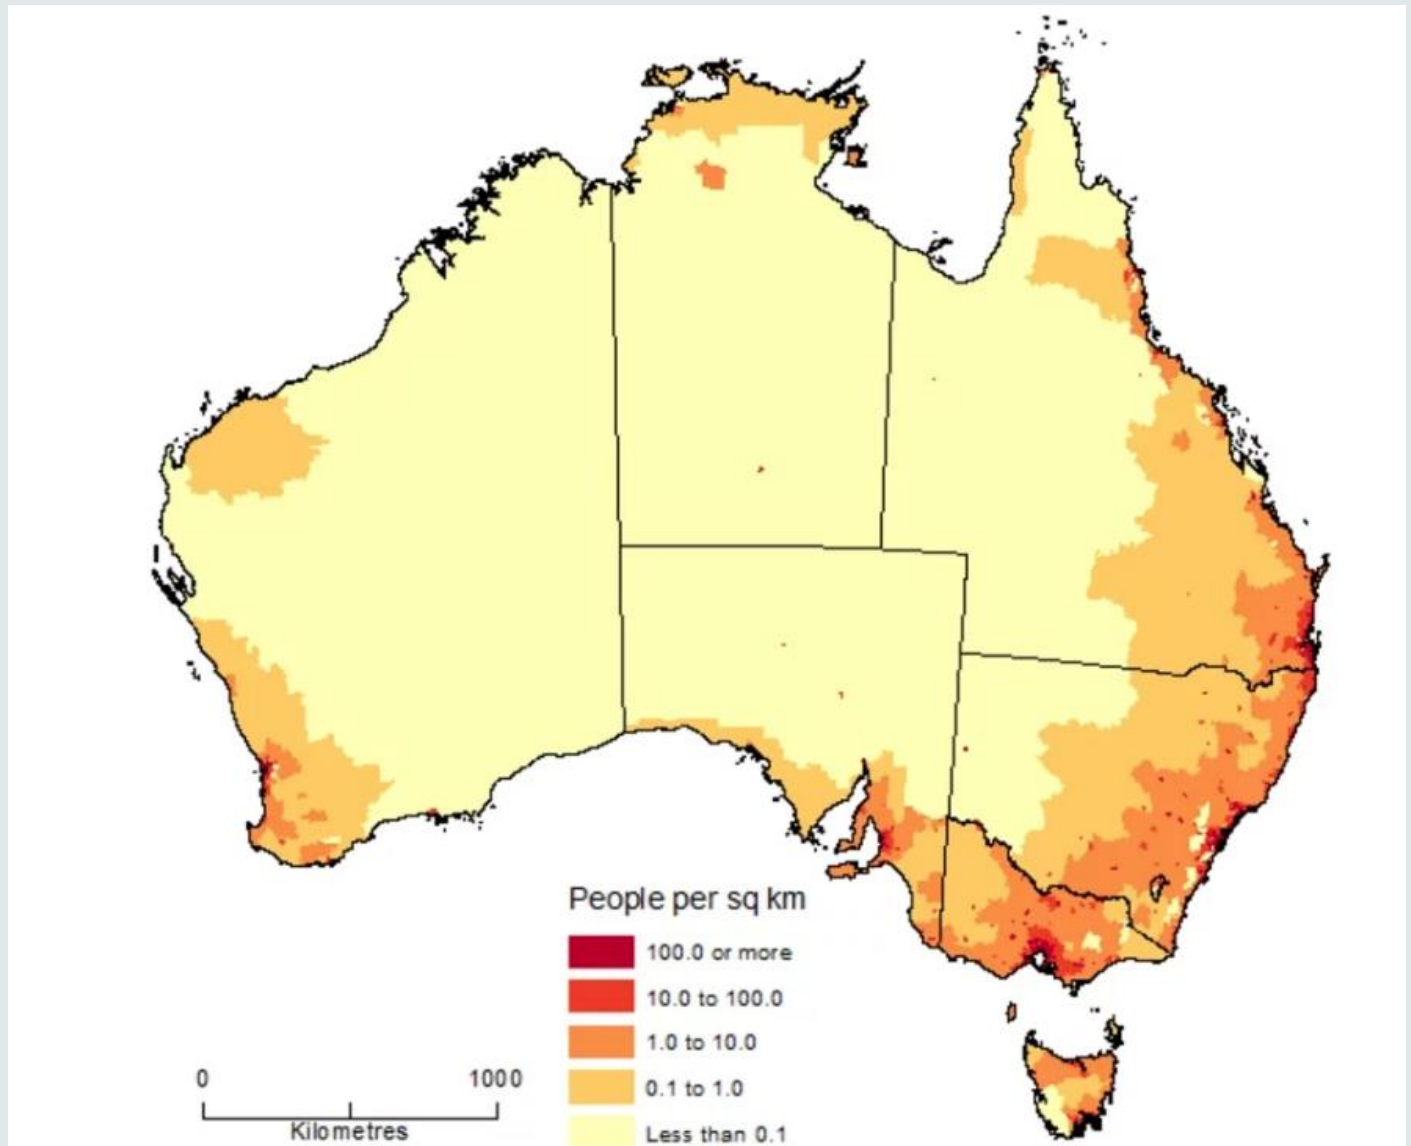 People per sq km
100.0 or more
10.0 to 100.0
1.0 to 10.0
0.1 to 1.0
Less than 0.1
0 1000
Kilometres